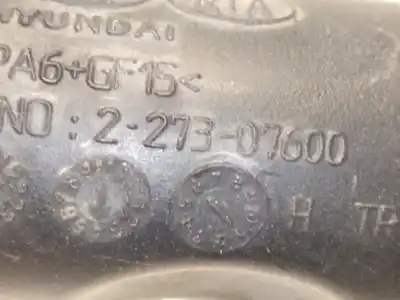 KIA
HYUNDAI
PA6+GF15<
NO : 2-273-07600
H